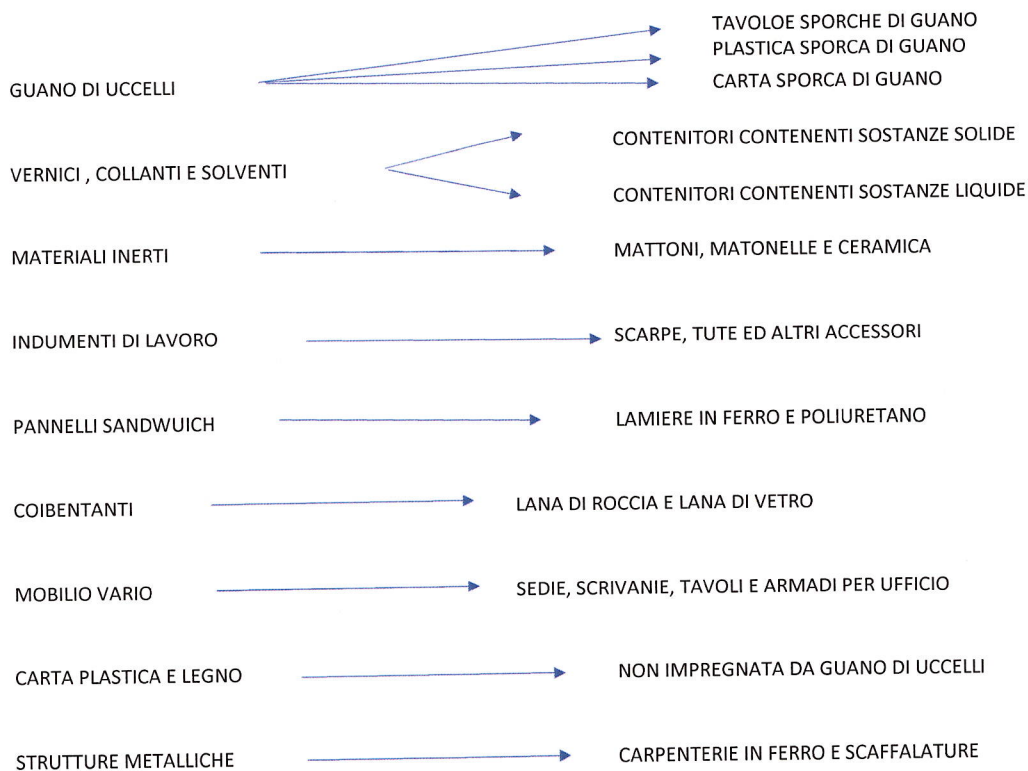 TAVOLOE SPORCHE DI GUANO
PLASTICA SPORCA DI GUANO
GUANO DI UCCELLI
CARTA SPORCA DI GUANO
CONTENITORI CONTENENTI SOSTANZE SOLIDE
VERNICI , COLLANTI E SOLVENTI
CONTENITORI CONTENENTI SOSTANZE LIQUIDE
MATERIALI INERTI
MATTONI, MATONELLE E CERAMICA
INDUMENTI DI LAVORO
SCARPE, TUTE ED ALTRI ACCESSORI
PANNELLI SANDWUICH
LAMIERE IN FERRO E POLIURETANO
COIBENTANTI
LANA DI ROCCIA E LANA DI VETRO
MOBILIO VARIO
SEDIE, SCRIVANIE, TAVOLI E ARMADI PER UFFICIO
CARTA PLASTICA E LEGNO
NON IMPREGNATA DA GUANO DI UCCELLI
STRUTTURE METALLICHE
CARPENTERIE IN FERRO E SCAFFALATURE